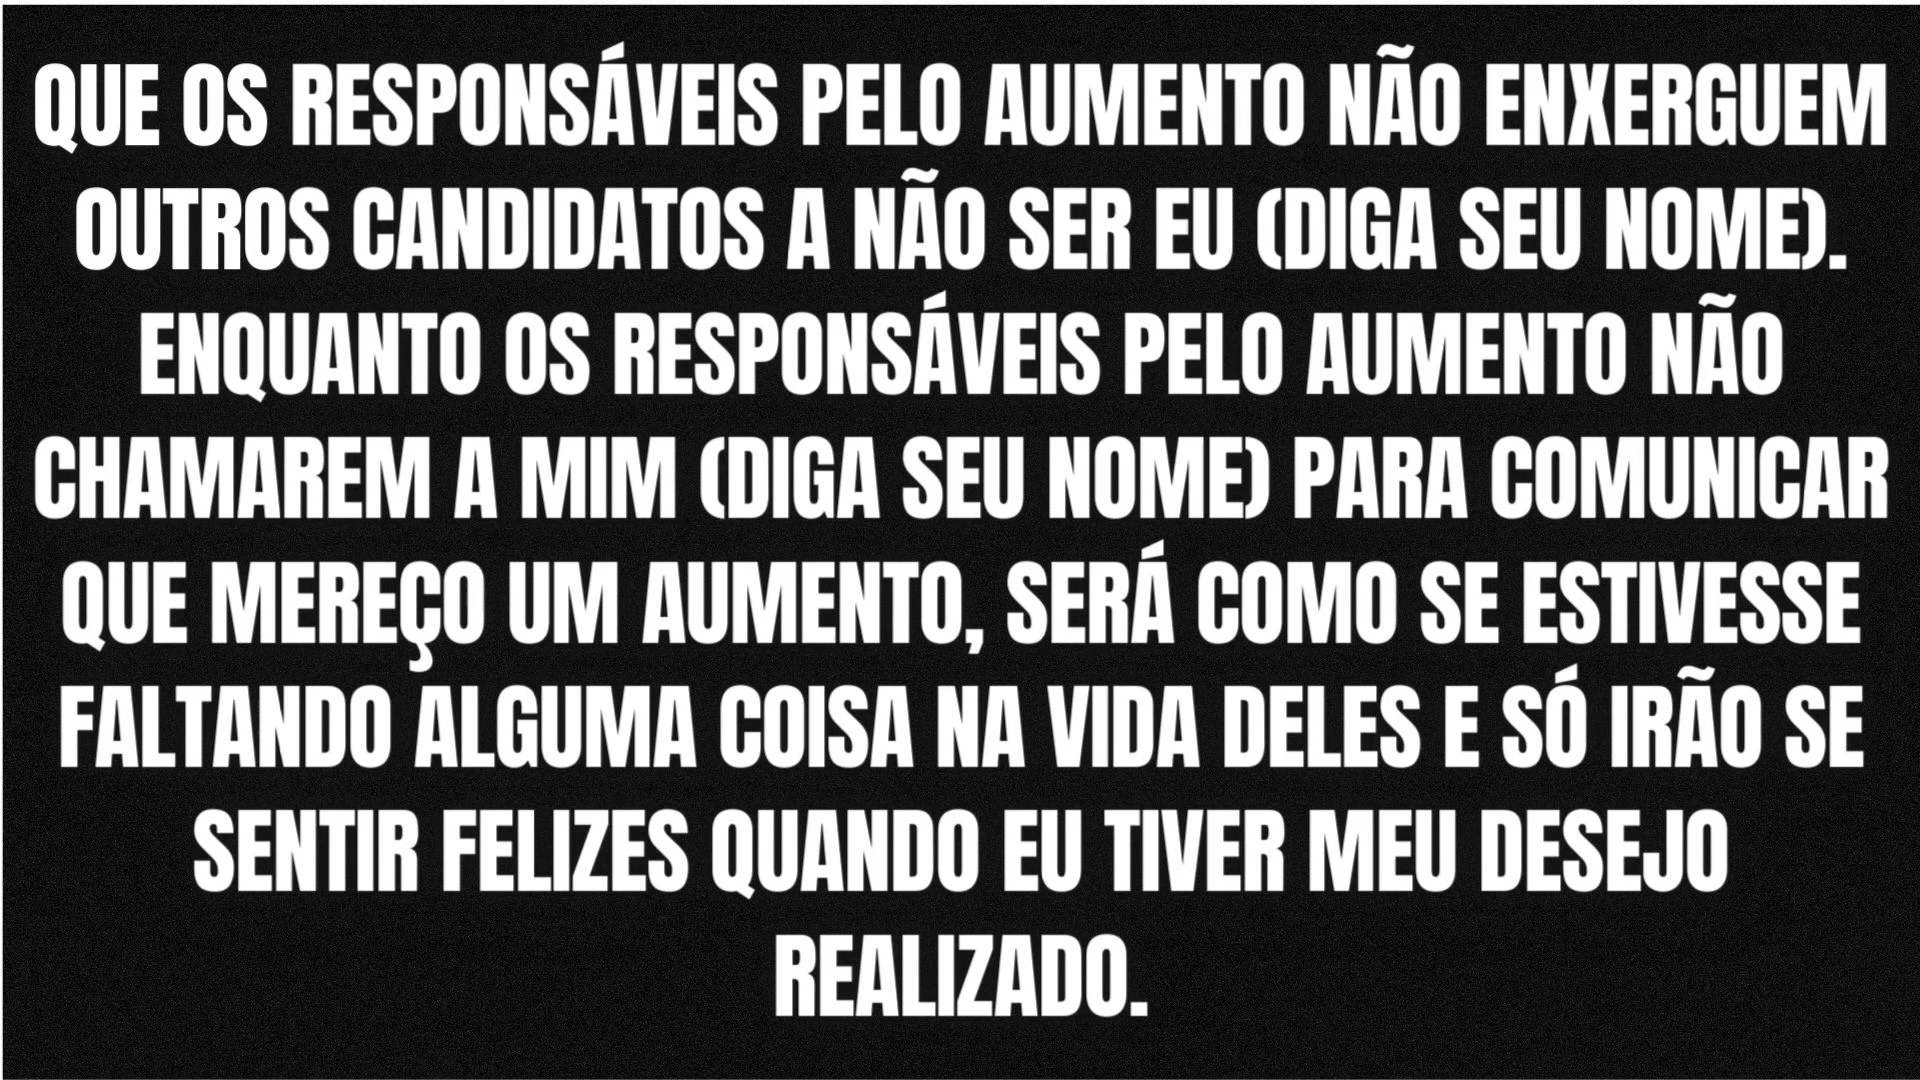 QUE OS RESPONSÁVEIS PELO AUMENTO NÃO ENXERGUEM
OUTROS CANDIDATOS A NÃO SER EU (DIGA SEU NOME).
ENQUANTO OS RESPONSÁVEIS PELO AUMENTO NÃO
CHAMAREM A MIM (DIGA SEU NOME) PARA COMUNICAR
QUE MEREÇO UM AUMENTO, SERÁ COMO SE ESTIVESSE
FALTANDO ALGUMA COISA NA VIDA DELES E SÓ IRÃO SE
SENTIR FELIZES QUANDO EU TIVER MEU DESEJO
REALIZADO.